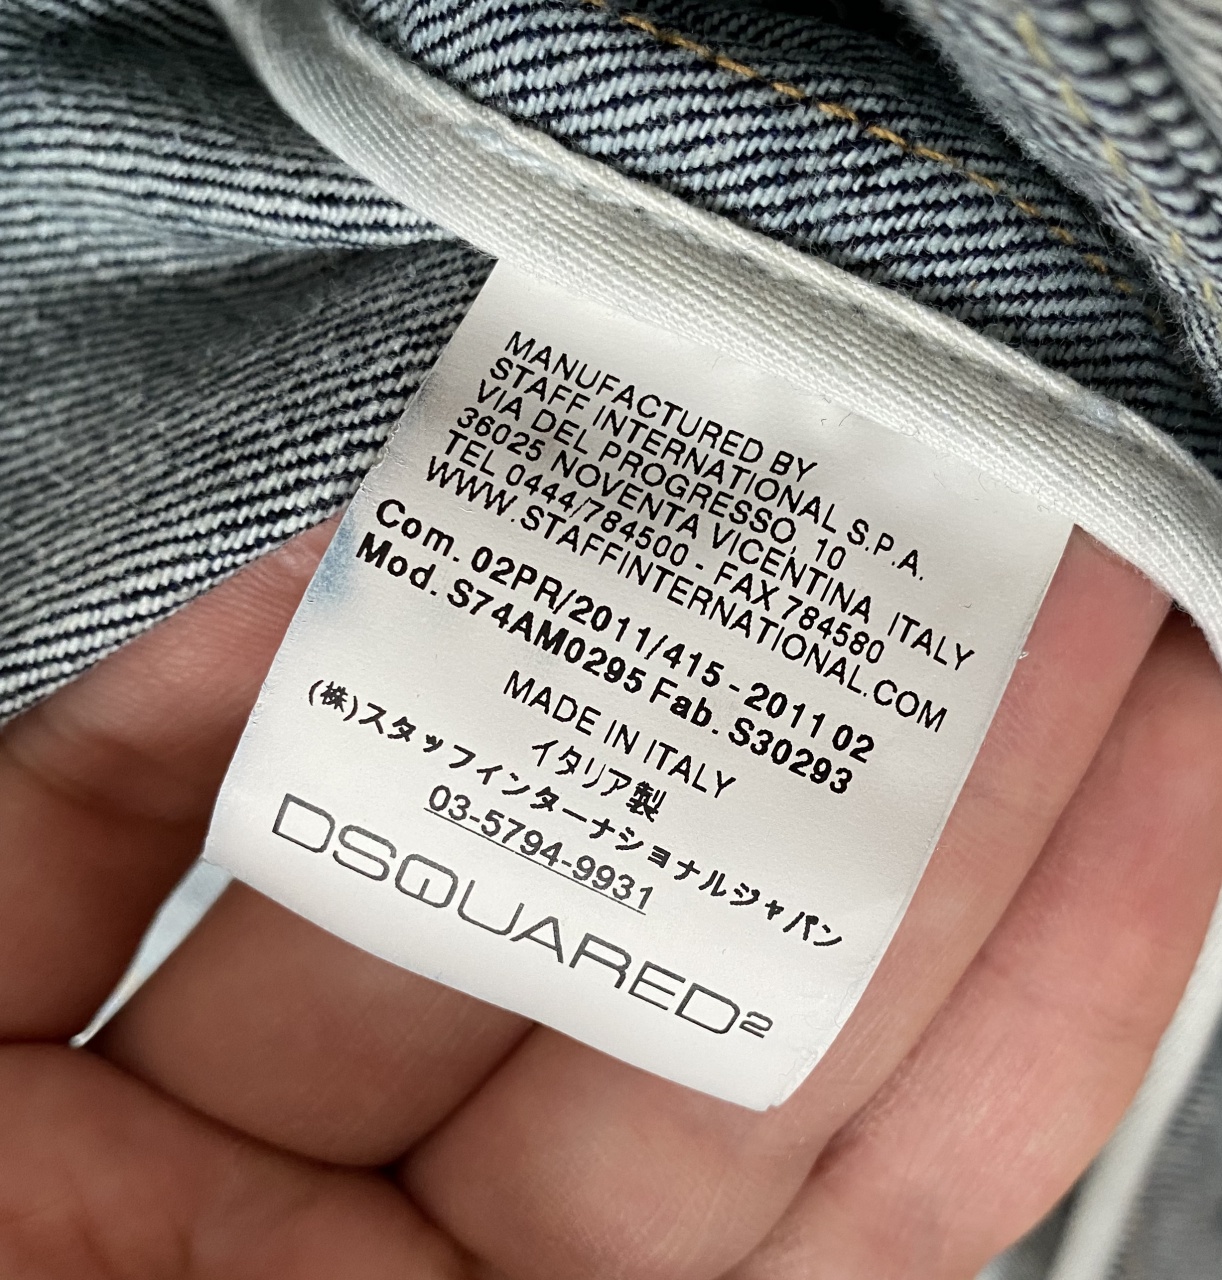 MANUFACTURED BY
STAFF INTERNATIONAL S.P.A.
VIA DEL PROGRESSO, 10
36025 NOVENTA VICENTINA ITALY
TEL 0444/784500 - FAX 784580
WWW.STAFFINTERNATIONAL.COM
Com. 02PR/2011/415 - 2011 02
Mod. S74AM0295 Fab. S30293
MADE IN ITALY
イタリア製
(株)スタッフインターナショナルジャパン
03-5794-9931
DSQUARED2